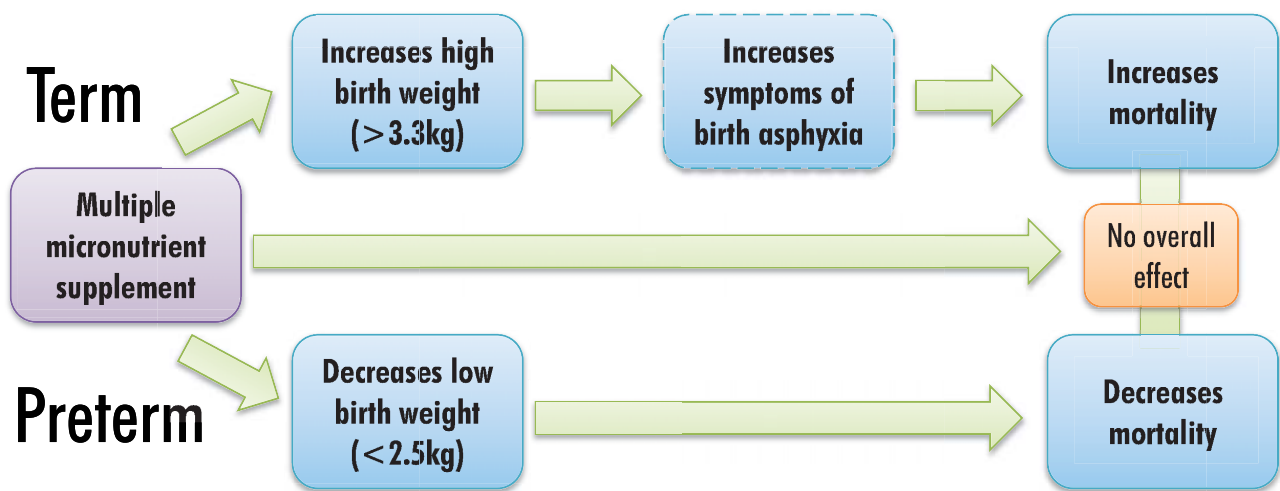 Term
Increases high
birth weight
(>3.3kg)
Increases
symptoms of
birth asphyxia
Increases
mortality
Multiple
micronutrient
supplement
No overall
effect
Preterm
Decreases low
birth weight
(<2.5kg)
Decreases
mortality